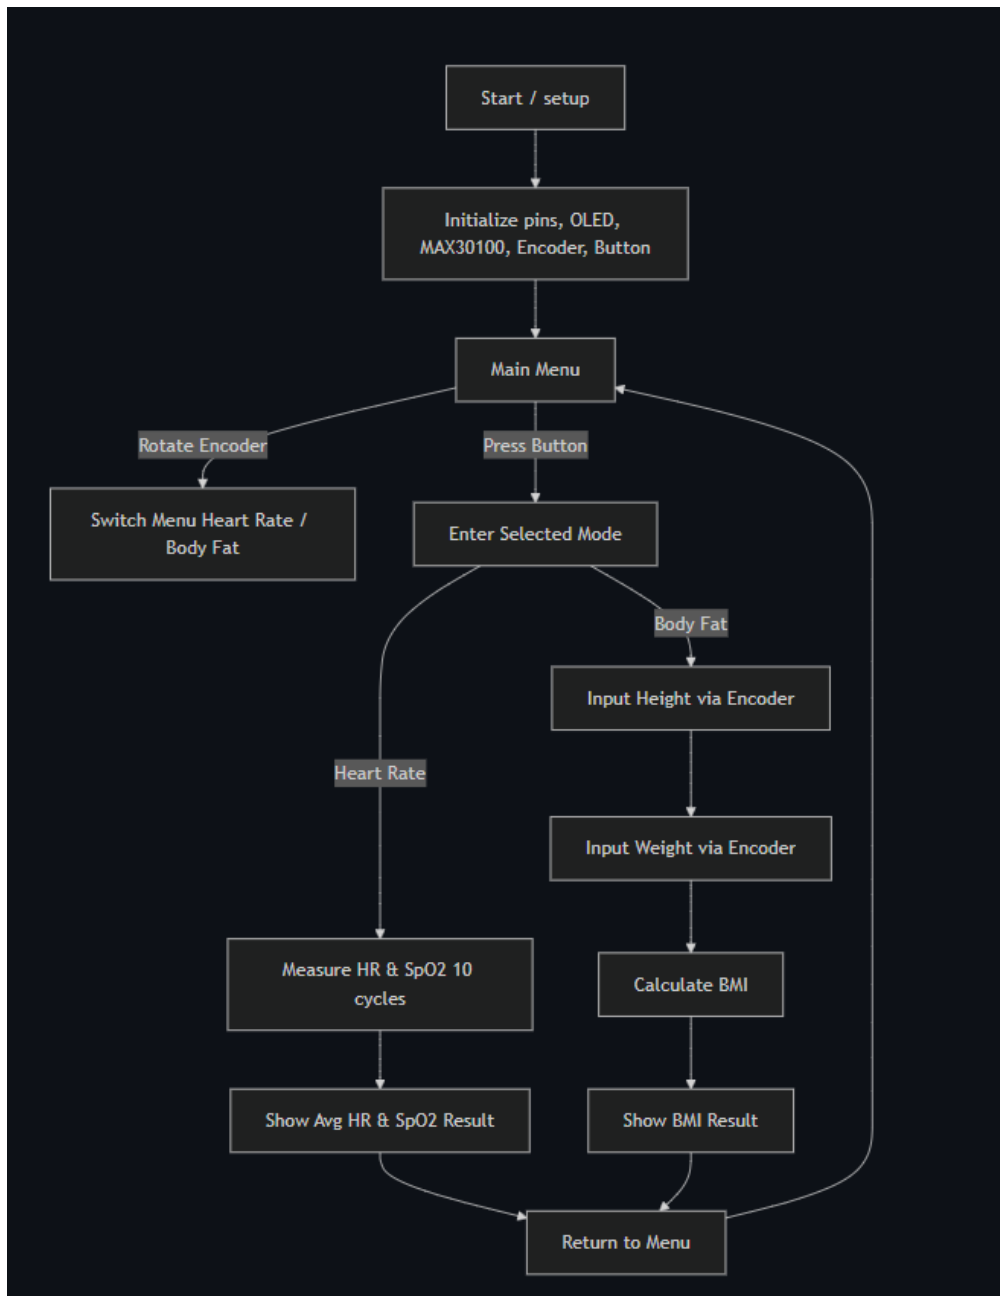 Start / setup
Initialize pins, OLED,
MAX30100, Encoder, Button
Main Menu
Rotate Encoder
Press Button
Switch Menu Heart Rate /
Body Fat
Enter Selected Mode
Body Fat
Input Height via Encoder
Heart Rate
Input Weight via Encoder
Measure HR & SpO2 10
cycles
Calculate BMI
Show Avg HR & SpO2 Result
Show BMI Result
Return to Menu